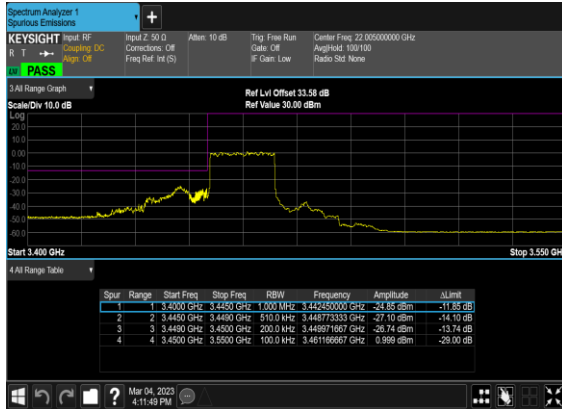 Spectrum Analyzer 1
Spurious Emissions
KEYSIGHT Input: RF Input Z: 50 Ω Atten: 10 dB Trig: Free Run Center Freq: 22.005000000 GHz
R T Coupling: DC Corrections: Off Gate: Off Avg|Hold: 100/100
Align: Off Freq Ref: Int (S) IF Gain: Low Radio Std: None
PASS
3 All Range Graph
Ref Lvl Offset 33.58 dB
Scale/Div 10.0 dB Ref Value 30.00 dBm
Log
20.0
10.0
0.00
-10.0
-20.0
-30.0
-40.0
-50.0
-60.0
Start 3.400 GHz Stop 3.550 GH
4 All Range Table
Spur Range Start Freq Stop Freq RBW Frequency Amplitude ΔLimit
1 1 3.4000 GHz 3.4450 GHz 1.000 MHz 3.442450000 GHz -24.85 dBm -11.85 dB
2 2 3.4450 GHz 3.4490 GHz 510.0 kHz 3.448773333 GHz -27.10 dBm -14.10 dB
3 3 3.4490 GHz 3.4500 GHz 200.0 kHz 3.449971667 GHz -26.74 dBm -13.74 dB
4 4 3.4500 GHz 3.5500 GHz 100.0 kHz 3.461166667 GHz 0.999 dBm -29.00 dB
? Mar 04, 2023
4:11:49 PM